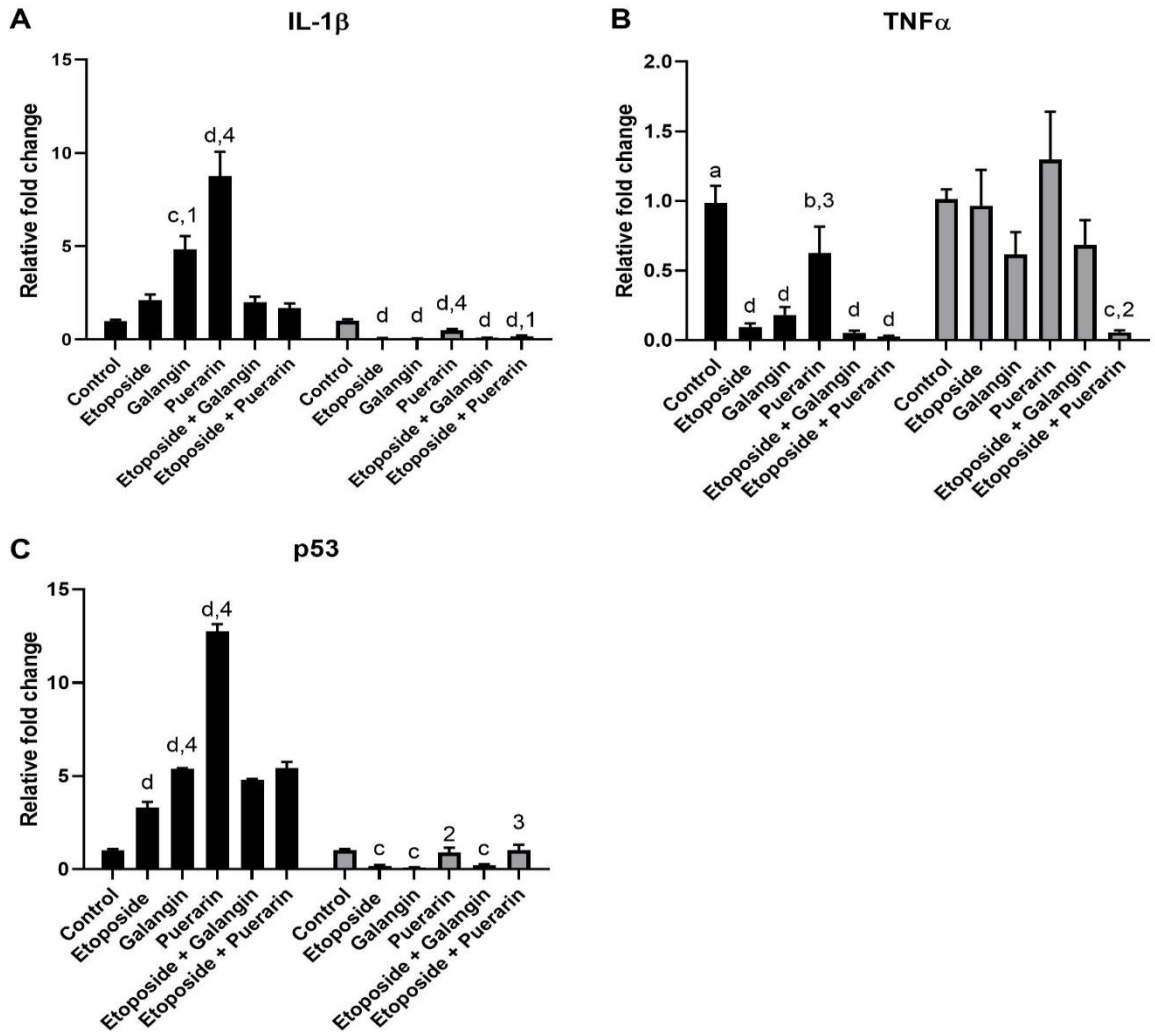 A
IL-1β
Relative fold change
15
10
5
0
c,1
d,4
d
d
d,4
d
d,1
Control
Etoposide
Galangin
Puerarin
Etoposide + Galangin
Etoposide + Puerarin
Control
Etoposide
Galangin
Puerarin
Etoposide + Galangin
Etoposide + Puerarin
B
TNFα
Relative fold change
2.0
1.5
1.0
0.5
0.0
a
d
d
b,3
d
d
c,2
Control
Etoposide
Galangin
Puerarin
Etoposide + Galangin
Etoposide + Puerarin
Control
Etoposide
Galangin
Puerarin
Etoposide + Galangin
Etoposide + Puerarin
C
p53
Relative fold change
15
10
5
0
d
d,4
d,4
c
c
2
c
3
Control
Etoposide
Galangin
Puerarin
Etoposide + Galangin
Etoposide + Puerarin
Control
Etoposide
Galangin
Puerarin
Etoposide + Galangin
Etoposide + Puerarin